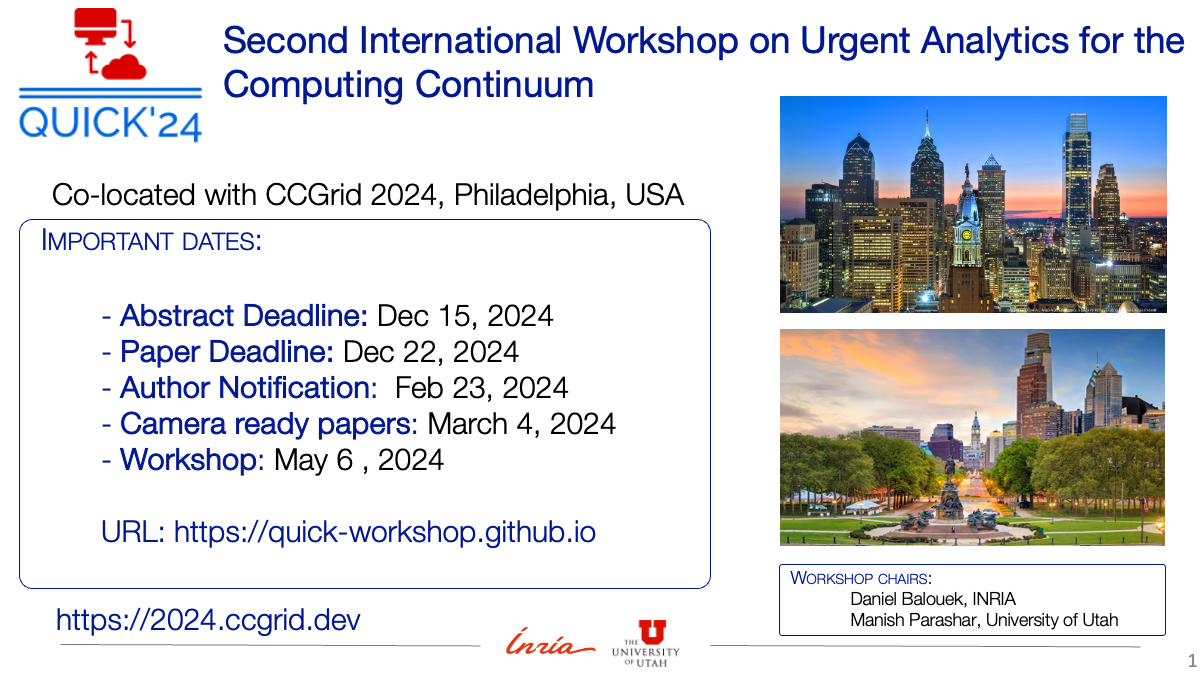 QUICK'24
Second International Workshop on Urgent Analytics for the
Computing Continuum
Co-located with CCGrid 2024, Philadelphia, USA
IMPORTANT DATES:
- Abstract Deadline: Dec 15, 2024
- Paper Deadline: Dec 22, 2024
- Author Notification:  Feb 23, 2024
- Camera ready papers: March 4, 2024
- Workshop: May 6 , 2024
URL: https://quick-workshop.github.io
WORKSHOP CHAIRS:
Daniel Balouek, INRIA
Manish Parashar, University of Utah
https://2024.ccgrid.dev
Inria
U
THE
UNIVERSITY
OF UTAH
1